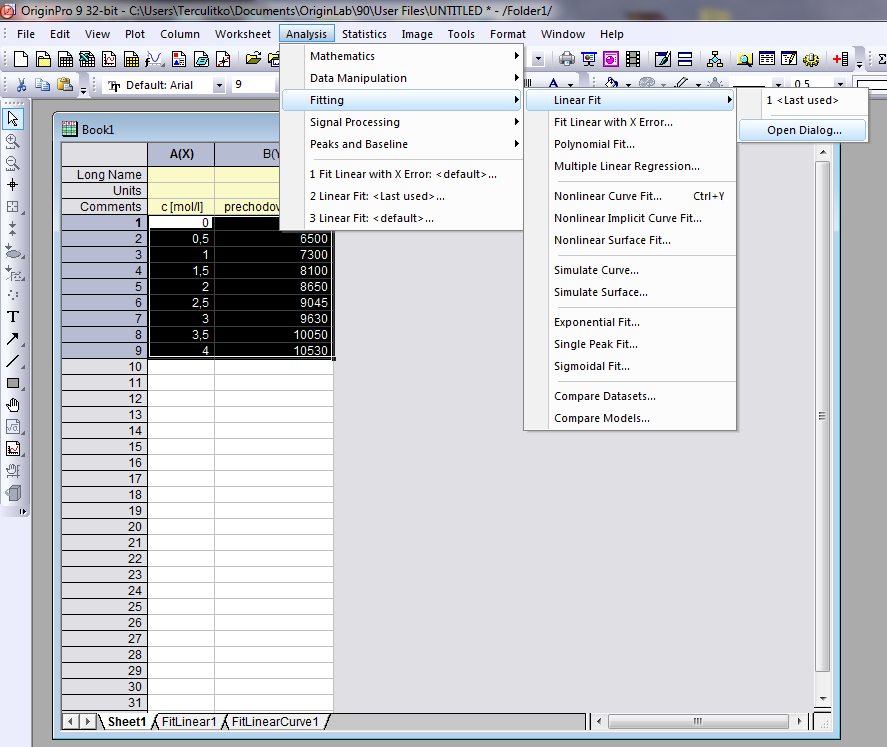 OriginPro 9 32-bit - C:\Users\Terculitko\Documents\OriginLab\90\User Files\UNTITLED * - /Folder1/
File Edit View Plot Column Worksheet Analysis Statistics Image Tools Format Window Help
Default: Arial 9
0.5
Mathematics
Data Manipulation
Fitting
Signal Processing
Peaks and Baseline
1 Fit Linear with X Error: <default>...
2 Linear Fit: <Last used>...
3 Linear Fit: <default>...
Linear Fit
Fit Linear with X Error...
Polynomial Fit...
Multiple Linear Regression...
Nonlinear Curve Fit... Ctrl+Y
Nonlinear Implicit Curve Fit...
Nonlinear Surface Fit...
Simulate Curve...
Simulate Surface...
Exponential Fit...
Single Peak Fit...
Sigmoidal Fit...
Compare Datasets...
Compare Models...
1 <Last used>
Open Dialog...
Book1
A(X) B(Y
Long Name
Units
Comments c [mol/l] prechodov
1 0
2 0,5 6500
3 1 7300
4 1,5 8100
5 2 8650
6 2,5 9045
7 3 9630
8 3,5 10050
9 4 10530
10
11
12
13
14
15
16
17
18
19
20
21
22
23
24
25
26
27
28
29
30
31
Sheet1 FitLinear1 FitLinearCurve1